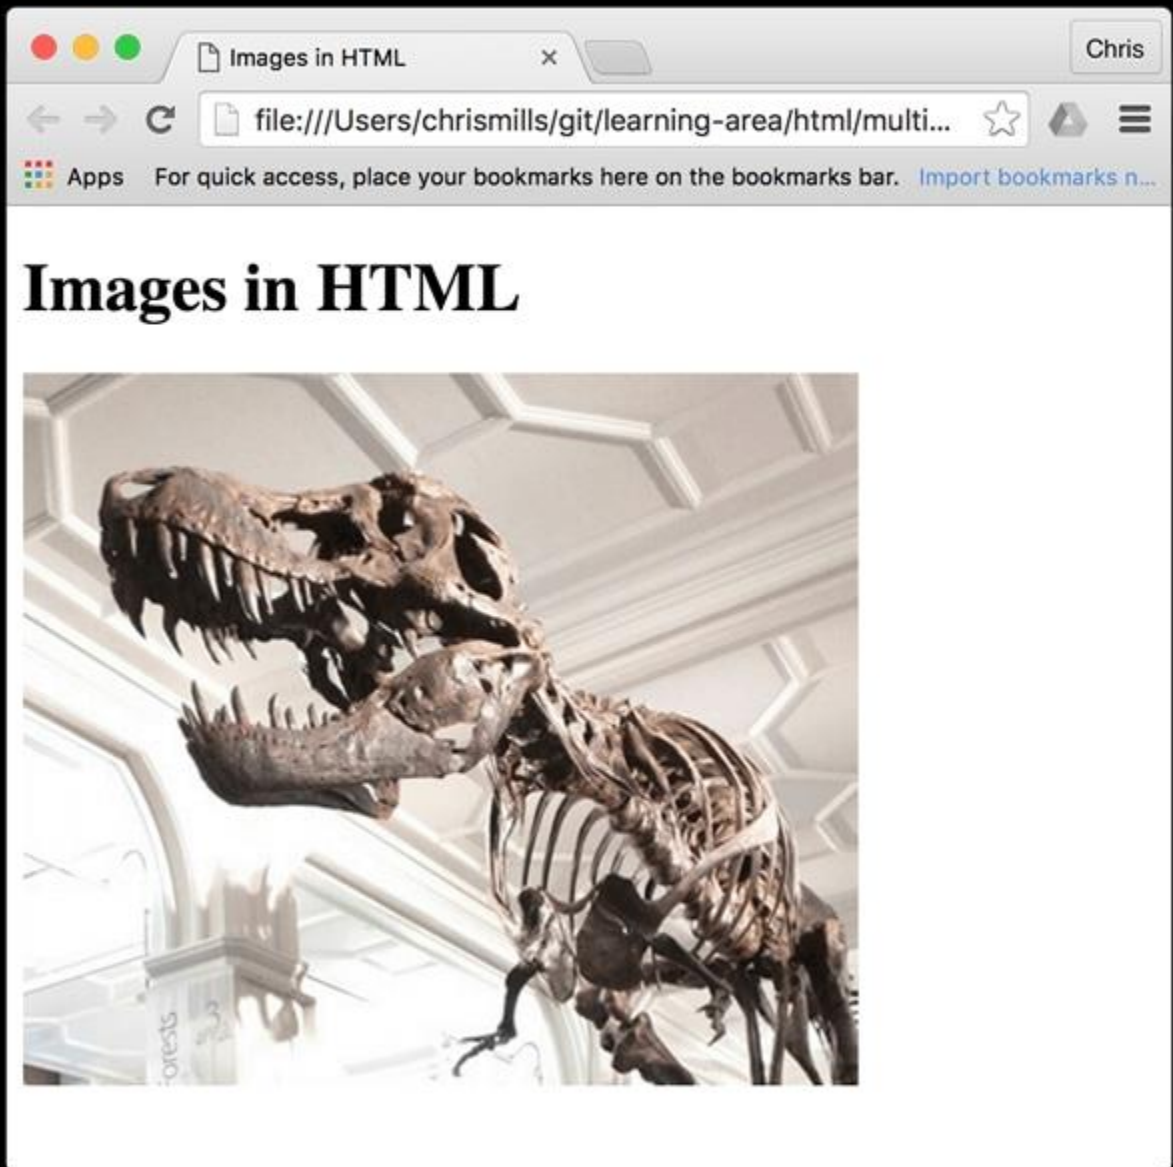 Images in HTML
Chris
file:///Users/chrismills/git/learning-area/html/multi...
Apps For quick access, place your bookmarks here on the bookmarks bar. Import bookmarks n...
Images in HTML
orests